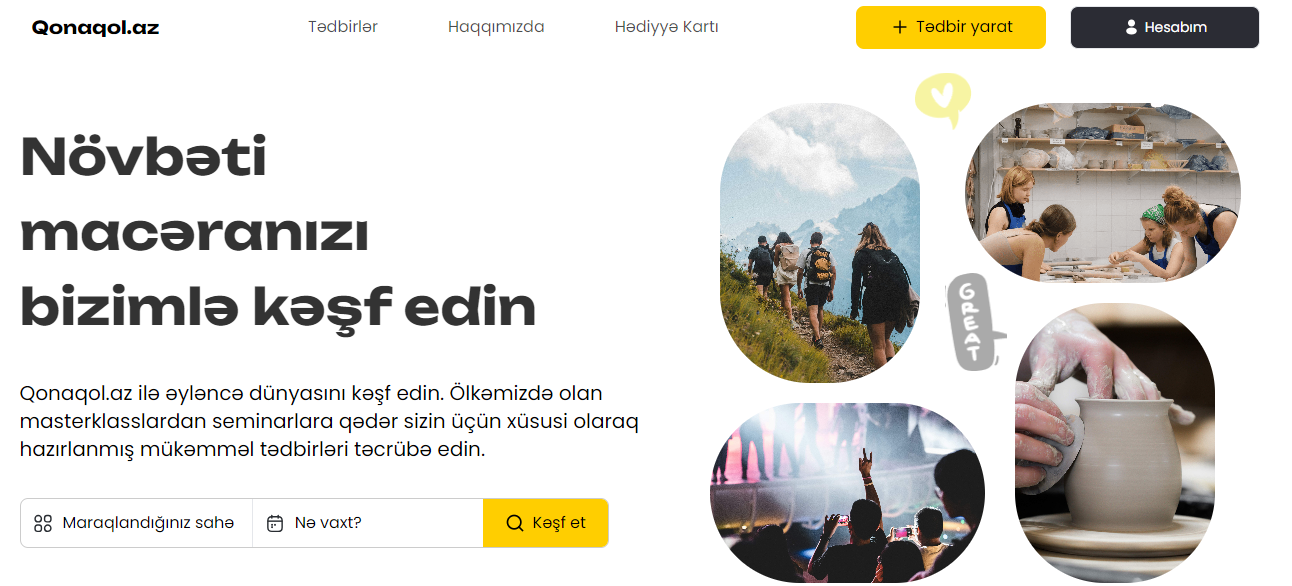 Qonaqol.az
Tədbirlər
Haqqımızda
Hədiyyə Kartı
+ Tədbir yarat
Hesabım
Növbəti
macəranızı
bizimlə kəşf edin
Qonaqol.az ilə əyləncə dünyasını kəşf edin. Ölkəmizdə olan
masterklasslardan seminarlara qədər sizin üçün xüsusi olaraq
hazırlanmış mükəmməl tədbirləri təcrübə edin.
Maraqlandığınız sahə
Nə vaxt?
Kəşf et
GREAT